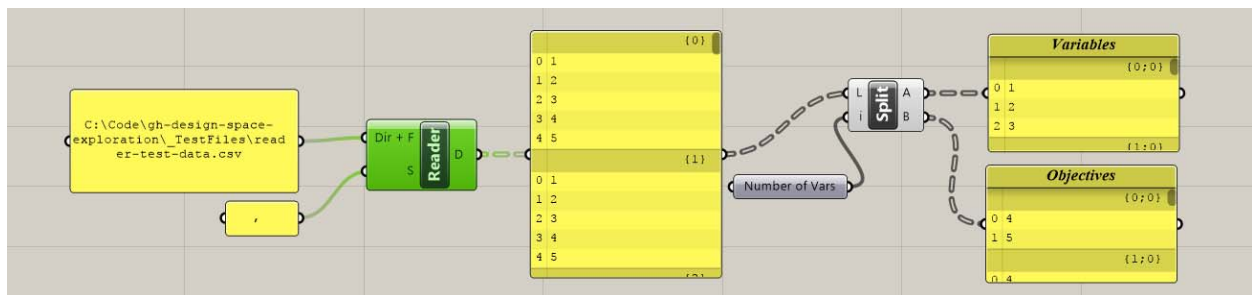 C:\Code\gh-design-space-
exploration\_TestFiles\read
er-test-data.csv
,
Dir + F
S
Reader
D
{0}
0 1
1 2
2 3
3 4
4 5
{1}
0 1
1 2
2 3
3 4
4 5
{2}
Number of Vars
L
i
Split
A
B
Variables
{0;0}
0 1
1 2
2 3
{1;0}
Objectives
{0;0}
0 4
1 5
{1;0}
0 4